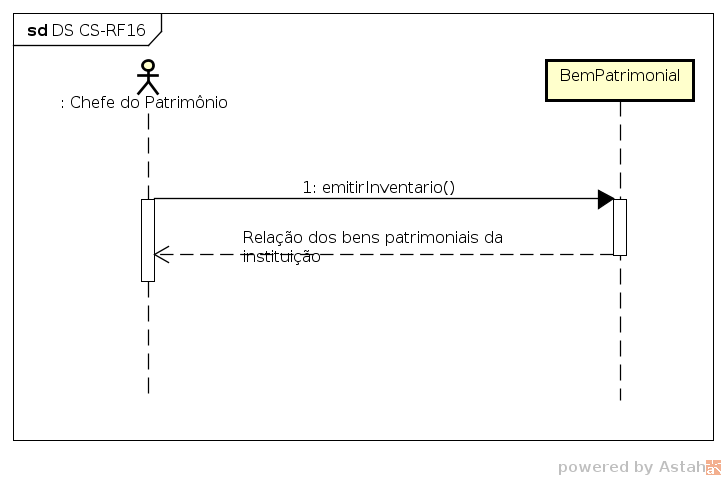 sd DS CS-RF16
: Chefe do Patrimônio
BemPatrimonial
1: emitirInventario()
Relação dos bens patrimoniais da
instituição
powered by Astah